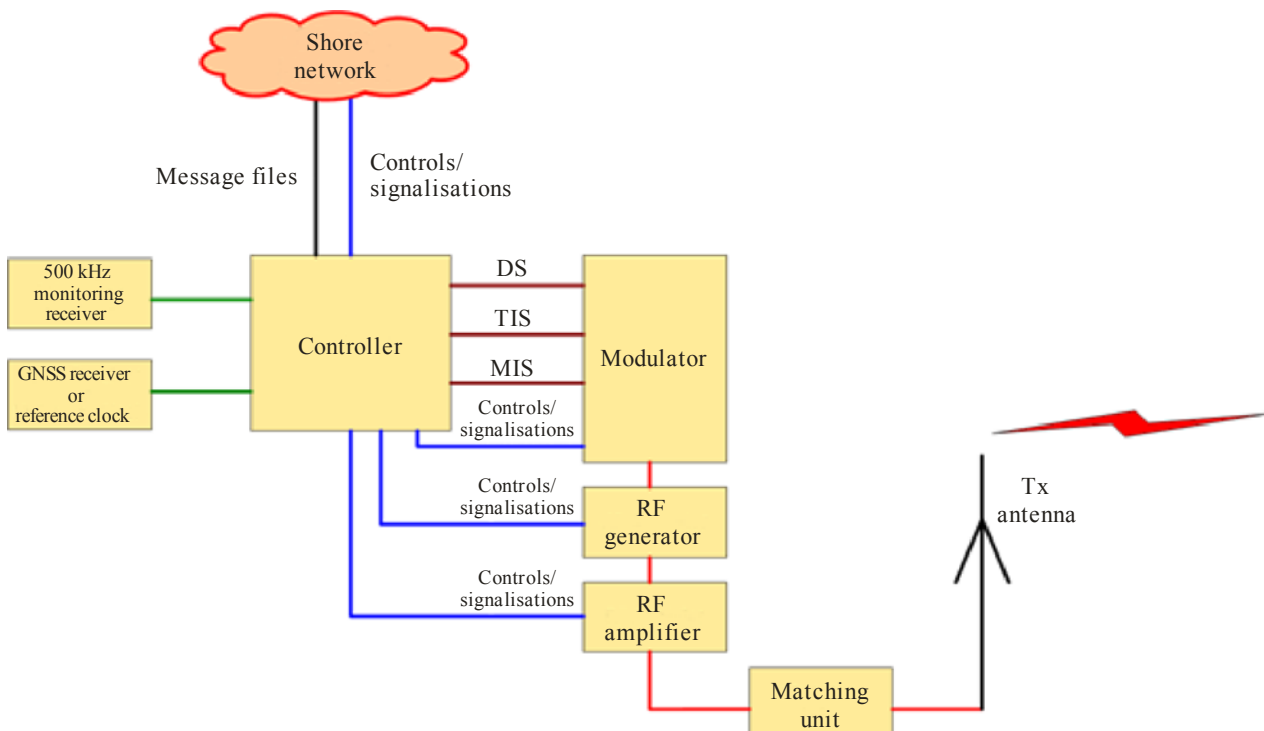 Shore
network
Message files
Controls/
signalisations
500 kHz
monitoring
receiver
GNSS receiver
or
reference clock
Controller
DS
TIS
MIS
Controls/
signalisations
Modulator
Controls/
signalisations
RF
generator
Controls/
signalisations
RF
amplifier
Matching
unit
Tx
antenna